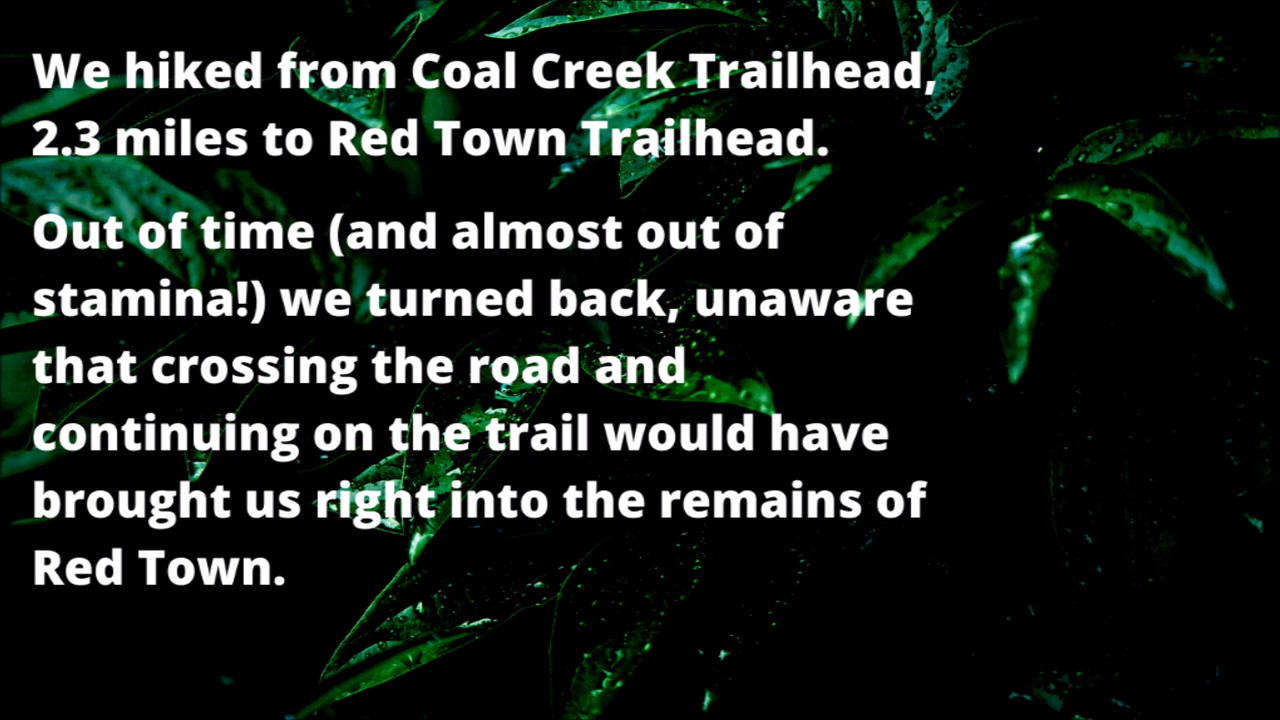 We hiked from Coal Creek Trailhead,
2.3 miles to Red Town Trailhead.
Out of time (and almost out of
stamina!) we turned back, unaware
that crossing the road and
continuing on the trail would have
brought us right into the remains of
Red Town.